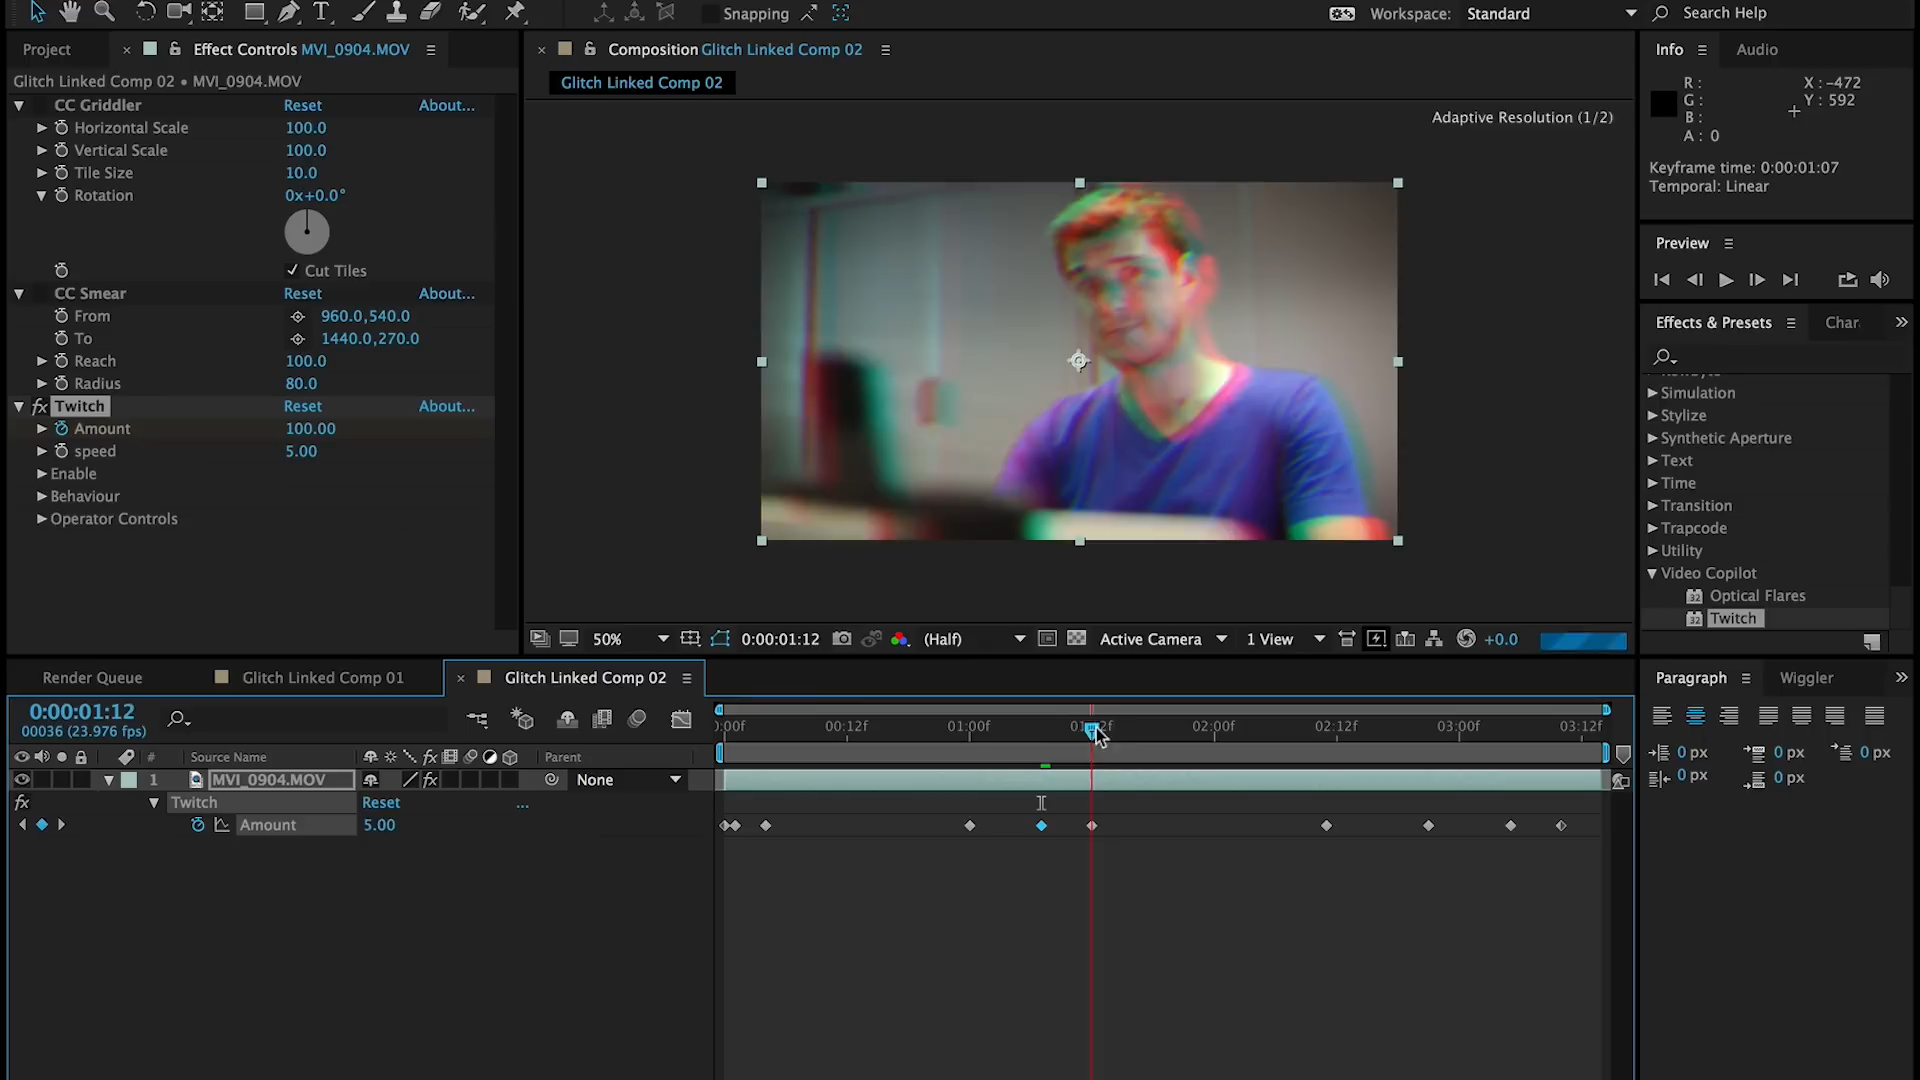 Snapping
Workspace: Standard
Search Help
Project
Effect Controls MVI_0904.MOV
Glitch Linked Comp 02 • MVI_0904.MOV
CC Griddler Reset About...
Horizontal Scale 100.0
Vertical Scale 100.0
Tile Size 10.0
Rotation 0x+0.0°
Cut Tiles
CC Smear Reset About...
From 960.0,540.0
To 1440.0,270.0
Reach 100.0
Radius 80.0
fx Twitch Reset About...
Amount 100.00
speed 5.00
Enable
Behaviour
Operator Controls
Composition Glitch Linked Comp 02
Glitch Linked Comp 02
Adaptive Resolution (1/2)
50% 0:00:01:12 (Half) Active Camera 1 View +0.0
Info Audio
R :
G :
B :
A : 0
X : -472
Y : 592
Keyframe time: 0:00:01:07
Temporal: Linear
Preview
Effects & Presets Char
Simulation
Stylize
Synthetic Aperture
Text
Time
Transition
Trapcode
Utility
Video Copilot
32 Optical Flares
32 Twitch
Render Queue Glitch Linked Comp 01 Glitch Linked Comp 02
0:00:01:12
00036 (23.976 fps)
# Source Name fx Parent
1 MVI_0904.MOV fx None
fx Twitch Reset ...
Amount 5.00
00:12f 01:00f 02:00f 02:12f 03:00f 03:12f
Paragraph Wiggler
0 px 0 px 0 px
0 px 0 px